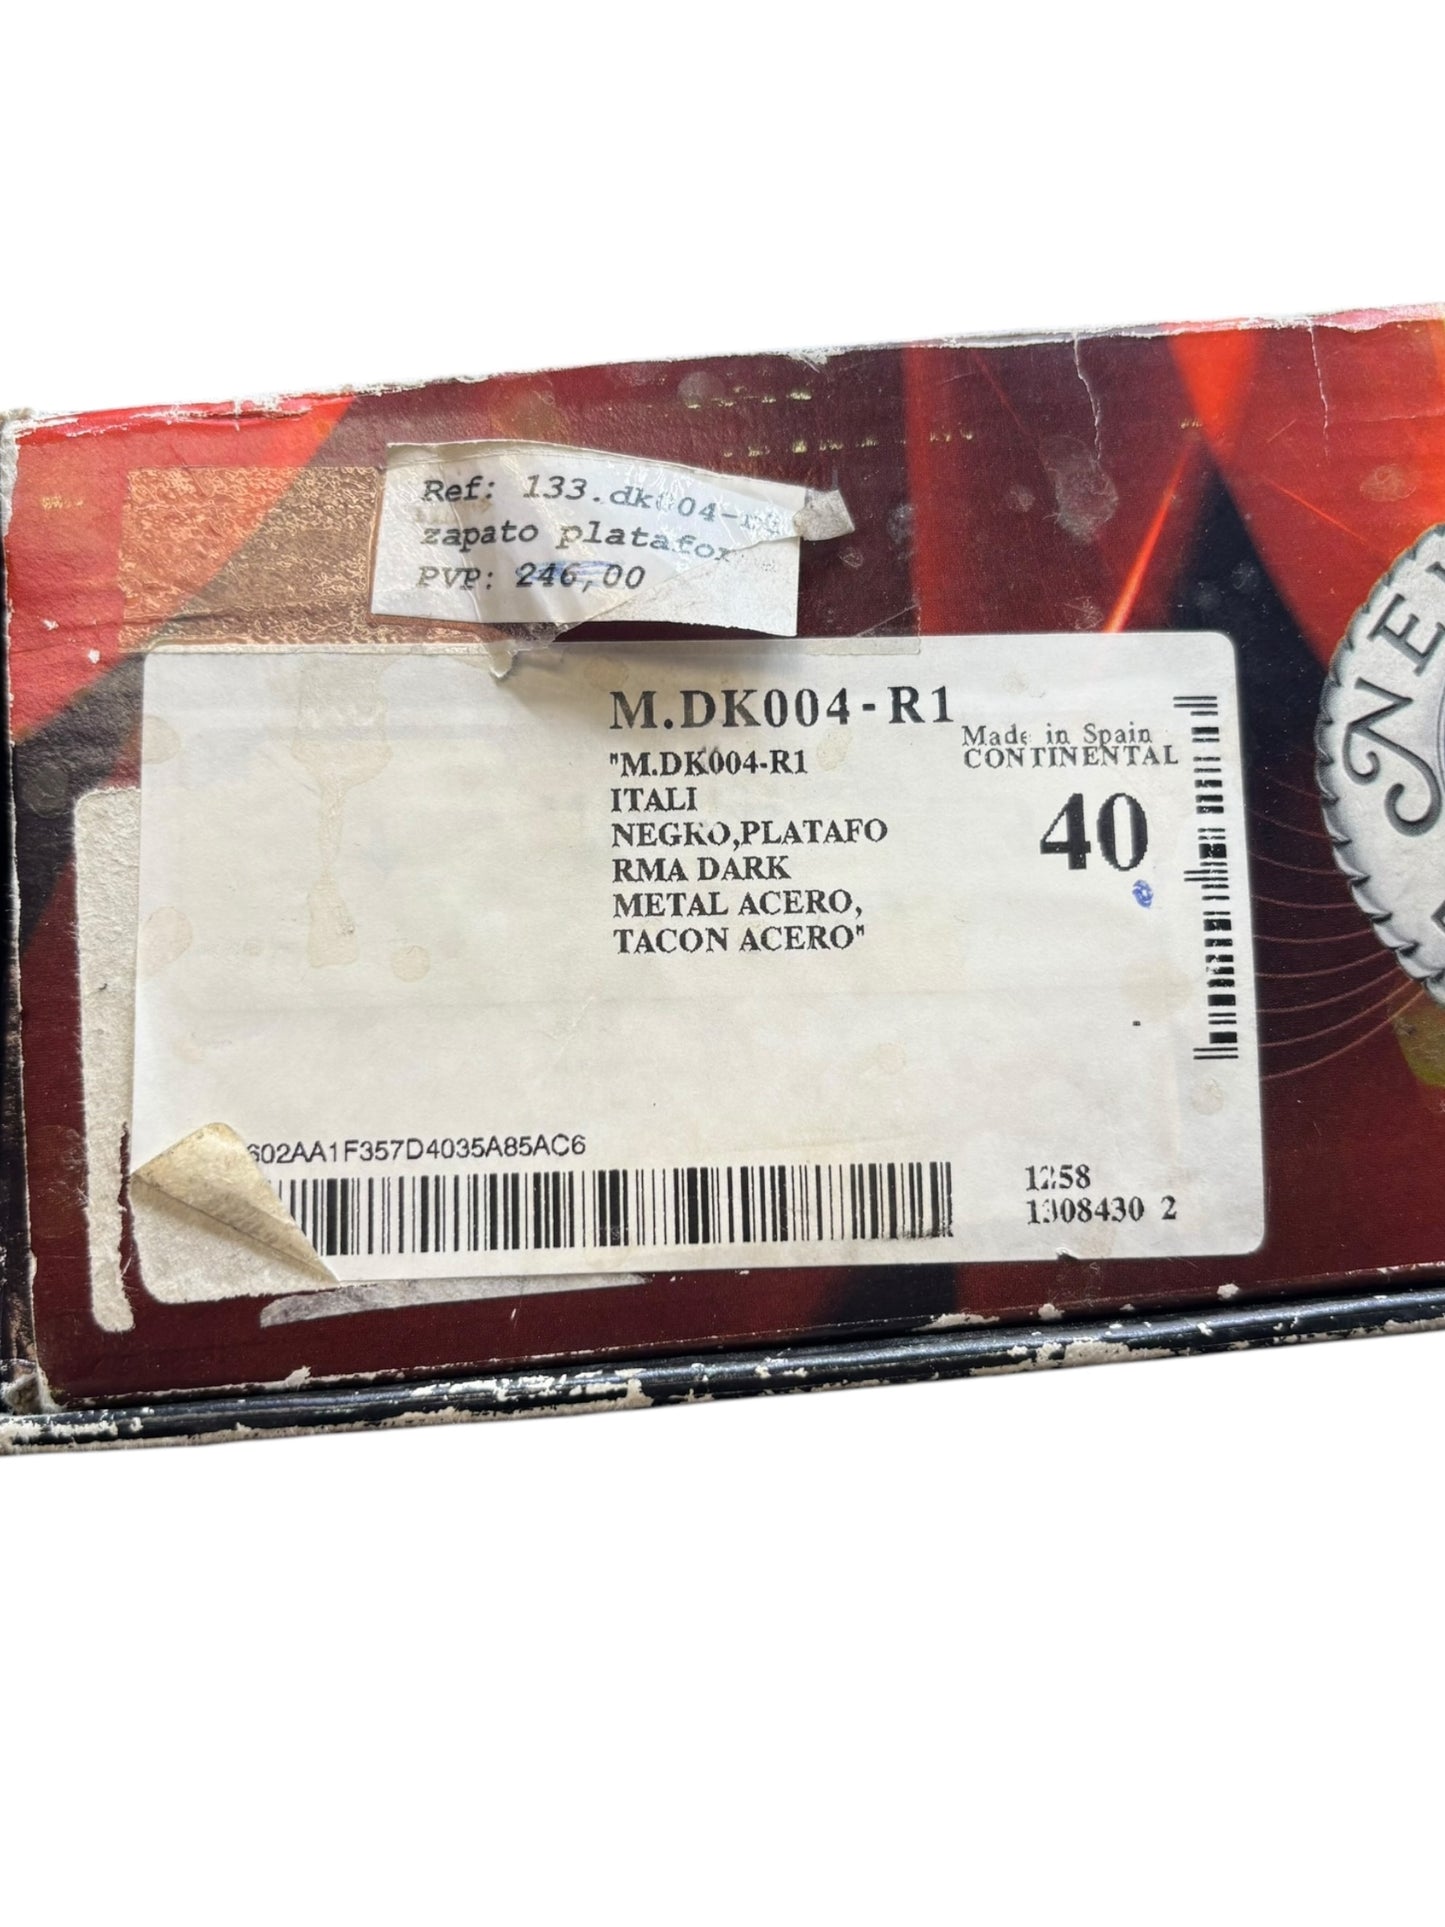 Ref: 133.dk004-
zapato platafor
PVP: 246,00
M.DK004-R1
Made in Spain
CONTINENTAL
"M.DK004-R1
ITALI
NEGRO,PLATAFO
RMA DARK
METAL ACERO,
TACON ACERO"
40
602AA1F357D4035A85AC6
1258
1308430 2
NE